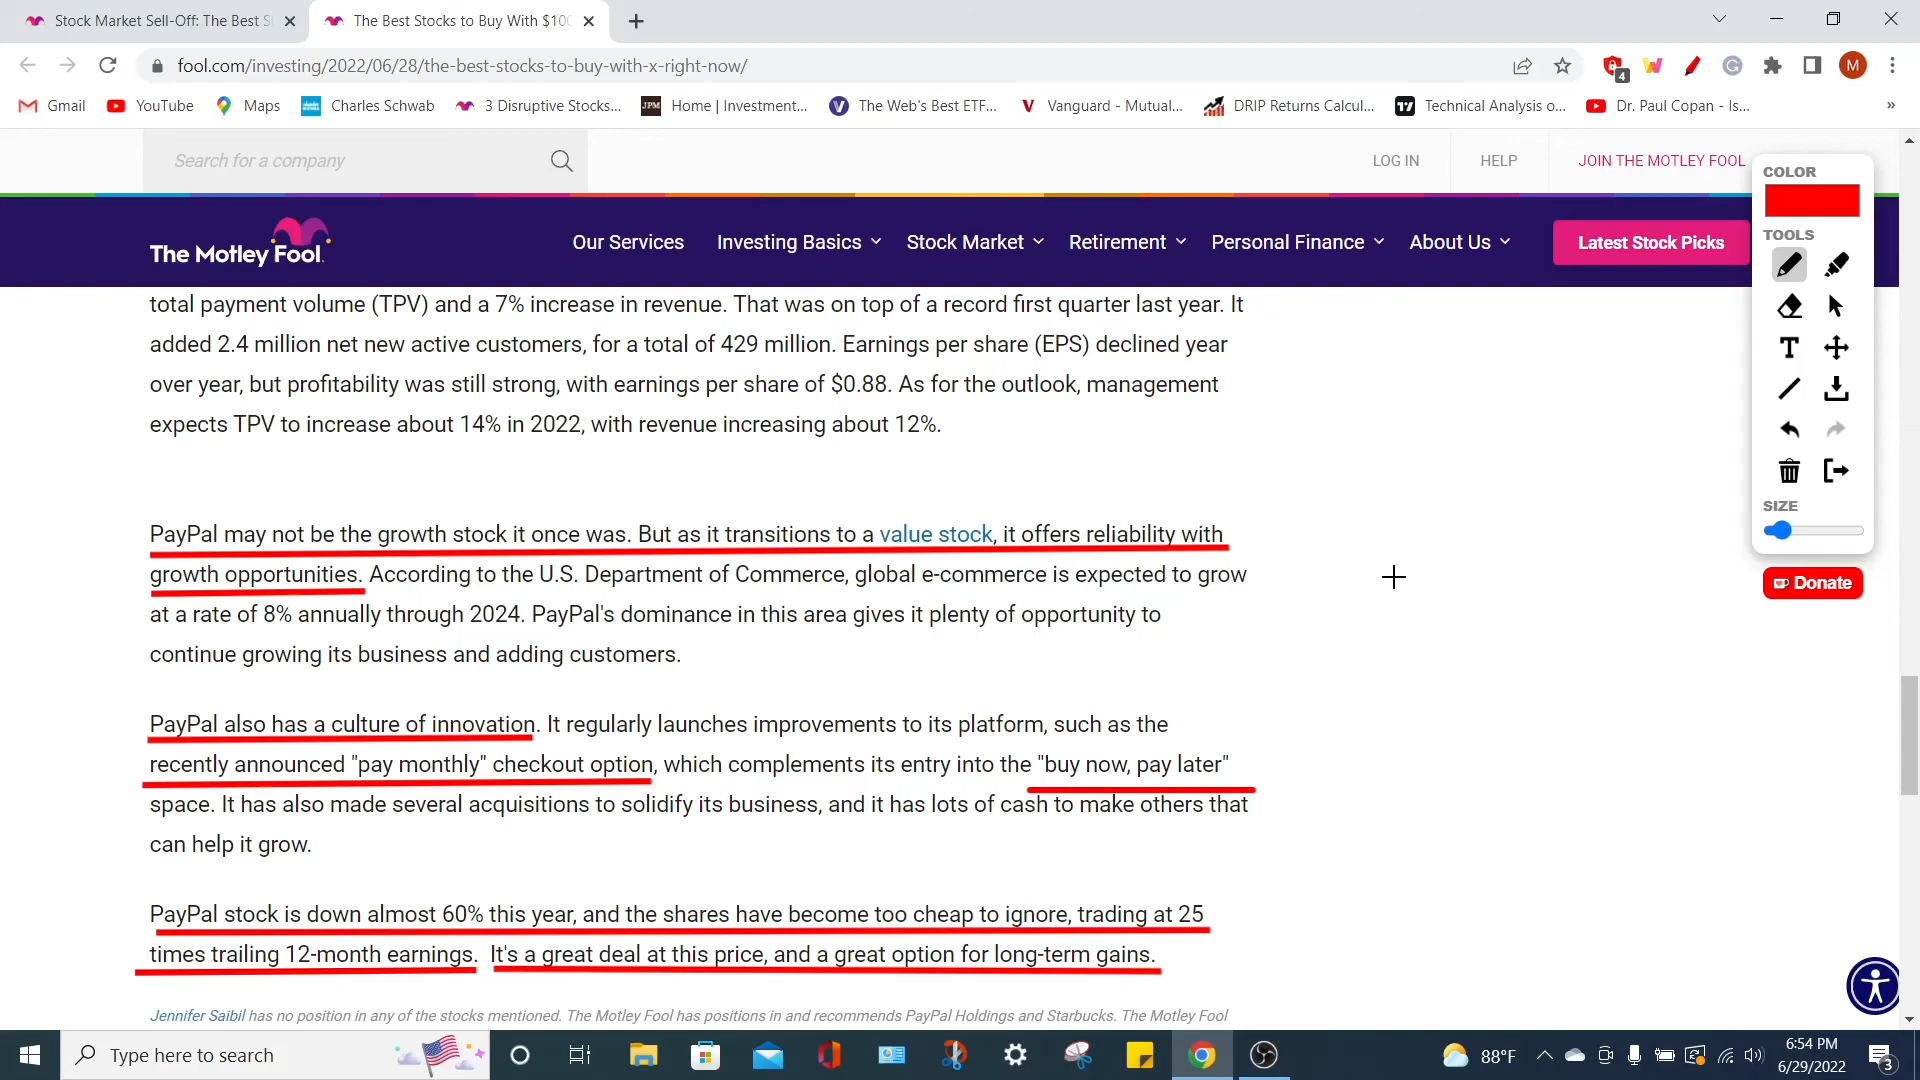 Stock Market Sell-Off: The Best S
The Best Stocks to Buy With $100
fool.com/investing/2022/06/28/the-best-stocks-to-buy-with-x-right-now/
4
M
Gmail
YouTube
Maps
Charles Schwab
3 Disruptive Stocks...
JPM
Home | Investment...
The Web's Best ETF...
Vanguard - Mutual...
DRIP Returns Calcul...
Technical Analysis o...
Dr. Paul Copan - Is...
»
Search for a company
LOG IN
HELP
JOIN THE MOTLEY FOOL
The Motley Fool.
Our Services
Investing Basics
Stock Market
Retirement
Personal Finance
About Us
Latest Stock Picks
COLOR
TOOLS
T
SIZE
Donate
total payment volume (TPV) and a 7% increase in revenue. That was on top of a record first quarter last year. It
added 2.4 million net new active customers, for a total of 429 million. Earnings per share (EPS) declined year
over year, but profitability was still strong, with earnings per share of $0.88. As for the outlook, management
expects TPV to increase about 14% in 2022, with revenue increasing about 12%.
PayPal may not be the growth stock it once was. But as it transitions to a value stock, it offers reliability with
growth opportunities. According to the U.S. Department of Commerce, global e-commerce is expected to grow
at a rate of 8% annually through 2024. PayPal's dominance in this area gives it plenty of opportunity to
continue growing its business and adding customers.
PayPal also has a culture of innovation. It regularly launches improvements to its platform, such as the
recently announced "pay monthly" checkout option, which complements its entry into the "buy now, pay later"
space. It has also made several acquisitions to solidify its business, and it has lots of cash to make others that
can help it grow.
PayPal stock is down almost 60% this year, and the shares have become too cheap to ignore, trading at 25
times trailing 12-month earnings. It's a great deal at this price, and a great option for long-term gains.
Jennifer Saibil has no position in any of the stocks mentioned. The Motley Fool has positions in and recommends PayPal Holdings and Starbucks. The Motley Fool
Type here to search
88°F
6:54 PM
6/29/2022
3